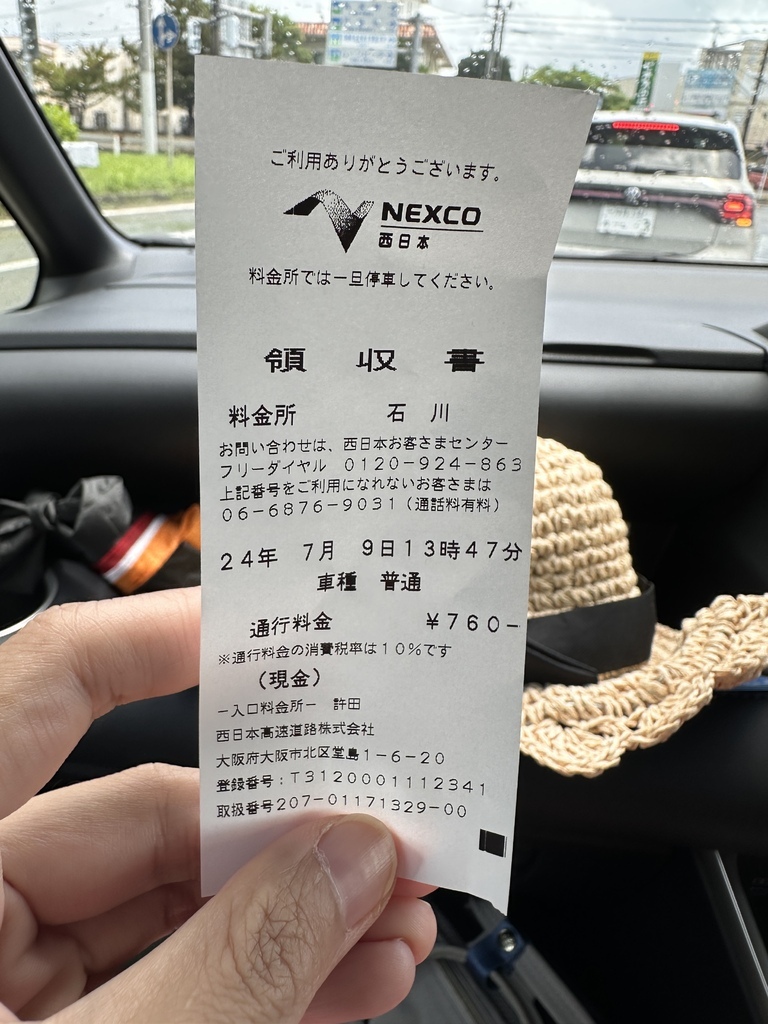 ご利用ありがとうございます。
NEXCO
西日本
料金所では一旦停車してください。
領 収 書
料金所 石 川
お問い合わせは、西日本お客さまセンター
フリーダイヤル 0120-924-863
上記番号をご利用になれないお客さまは
06-6876-9031(通話料有料)
24年 7月 9日13時47分
車種 普通
通行料金 ¥760-
※通行料金の消費税率は10%です
(現金)
-入口料金所- 許田
西日本高速道路株式会社
大阪府大阪市北区堂島1-6-20
登録番号:T3120001112341
取扱番号207-01171329-00